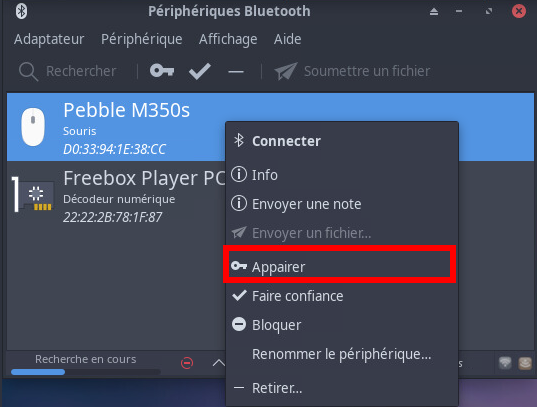 Périphériques Bluetooth
Adaptateur Périphérique Affichage Aide
Rechercher Soumettre un fichier
Pebble M350s
Souris
D0:33:94:1E:38:CC
Freebox Player PO
Décodeur numérique
22:22:2B:78:1F:87
Connecter
Info
Envoyer une note
Envoyer un fichier...
Appairer
Faire confiance
Bloquer
Renommer le périphérique...
Retirer...
Recherche en cours